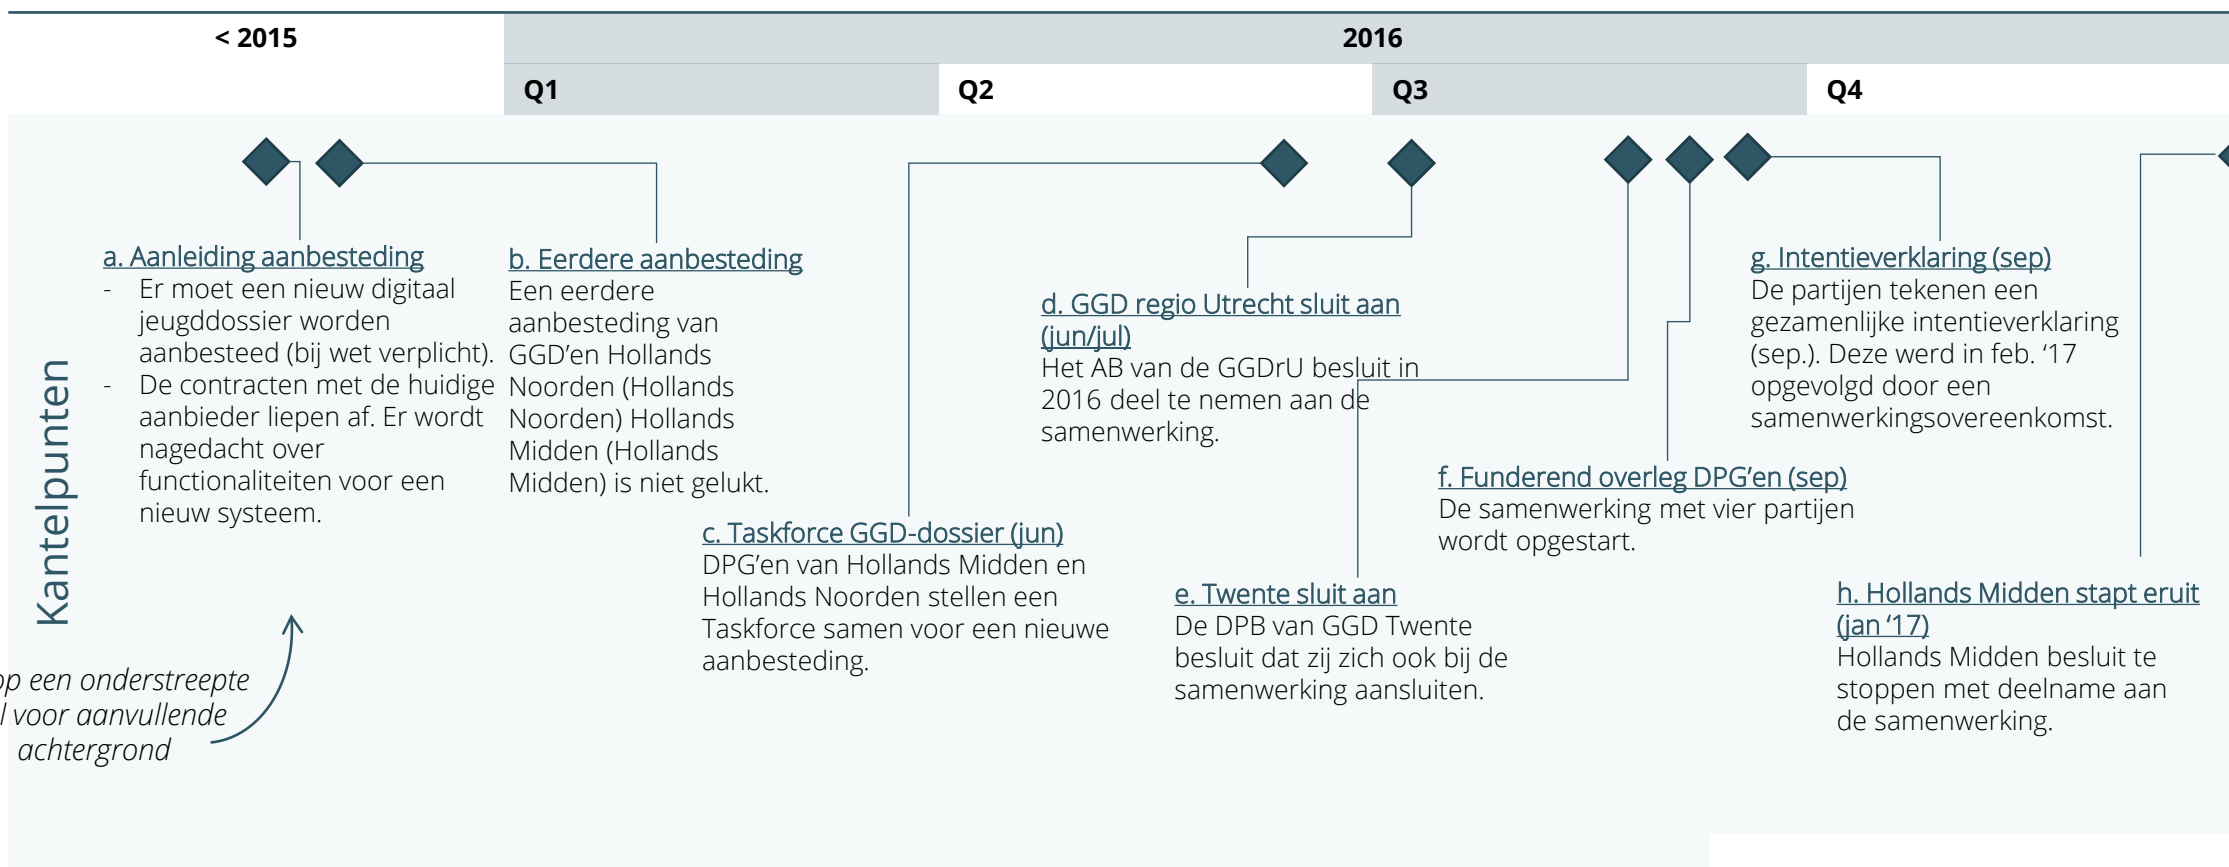 < 2015
2016
Q1
Q2
Q3
Q4
Kantelpunten
a. Aanleiding aanbesteding
- Er moet een nieuw digitaal
jeugddossier worden
aanbesteed (bij wet verplicht).
- De contracten met de huidige
aanbieder liepen af. Er wordt
nagedacht over
functionaliteiten voor een
nieuw systeem.
b. Eerdere aanbesteding
Een eerdere
aanbesteding van
GGD’en Hollands
Noorden (Hollands
Noorden) Hollands
Midden (Hollands
Midden) is niet gelukt.
c. Taskforce GGD-dossier (jun)
DPG’en van Hollands Midden en
Hollands Noorden stellen een
Taskforce samen voor een nieuwe
aanbesteding.
d. GGD regio Utrecht sluit aan
(jun/jul)
Het AB van de GGDrU besluit in
2016 deel te nemen aan de
samenwerking.
e. Twente sluit aan
De DPB van GGD Twente
besluit dat zij zich ook bij de
samenwerking aansluiten.
f. Funderend overleg DPG’en (sep)
De samenwerking met vier partijen
wordt opgestart.
g. Intentieverklaring (sep)
De partijen tekenen een
gezamenlijke intentieverklaring
(sep.). Deze werd in feb. ‘17
opgevolgd door een
samenwerkingsovereenkomst.
h. Hollands Midden stapt eruit
(jan ‘17)
Hollands Midden besluit te
stoppen met deelname aan
de samenwerking.
op een onderstreepte
l voor aanvullende
achtergrond